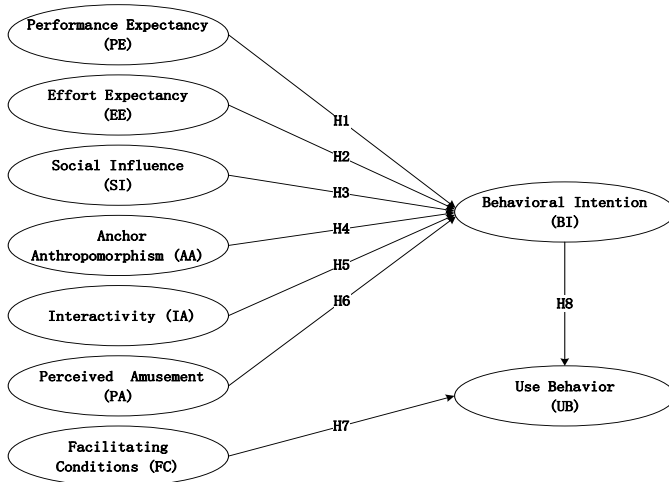 Performance Expectancy
(PE)
Effort Expectancy
(EE)
Social Influence
(SI)
Anchor
Anthropomorphism (AA)
Interactivity (IA)
Perceived Amusement
(PA)
Facilitating
Conditions (FC)
H1
H2
H3
H4
H5
H6
H7
Behavioral Intention
(BI)
H8
Use Behavior
(UB)